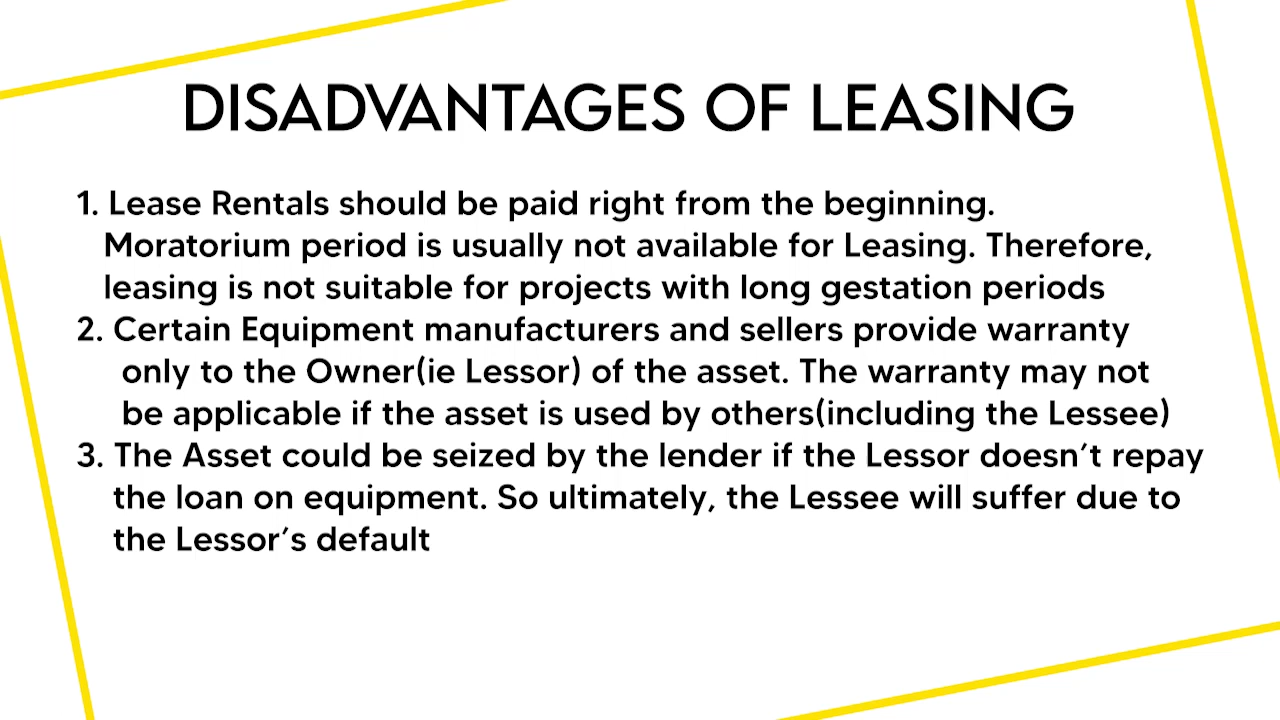 DISADVANTAGES OF LEASING
1. Lease Rentals should be paid right from the beginning.
Moratorium period is usually not available for Leasing. Therefore,
leasing is not suitable for projects with long gestation periods
2. Certain Equipment manufacturers and sellers provide warranty
only to the Owner(ie Lessor) of the asset. The warranty may not
be applicable if the asset is used by others(including the Lessee)
3. The Asset could be seized by the lender if the Lessor doesn’t repay
the loan on equipment. So ultimately, the Lessee will suffer due to
the Lessor’s default